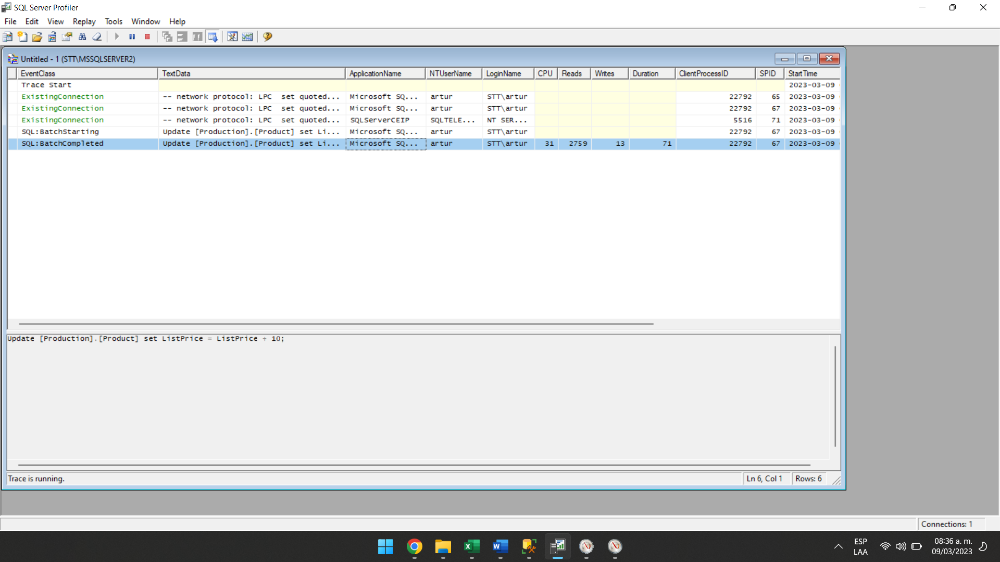 SQL Server Profiler
File Edit View Replay Tools Window Help
Untitled - 1 (STT\MSSQLSERVER2)
EventClass TextData ApplicationName NTUserName LoginName CPU Reads Writes Duration ClientProcessID SPID StartTime
Trace Start 2023-03-09
ExistingConnection -- network protocol: LPC set quoted... Microsoft SQ... artur STT\artur 22792 65 2023-03-09
ExistingConnection -- network protocol: LPC set quoted... Microsoft SQ... artur STT\artur 22792 67 2023-03-09
ExistingConnection -- network protocol: LPC set quoted... SQLServerCEIP SQLTELE... NT SER... 5516 71 2023-03-09
SQL:BatchStarting Update [Production].[Product] set Li... Microsoft SQ... artur STT\artur 22792 67 2023-03-09
SQL:BatchCompleted Update [Production].[Product] set Li... Microsoft SQ... artur STT\artur 31 2759 13 71 22792 67 2023-03-09
Update [Production].[Product] set ListPrice = ListPrice + 10;
Trace is running. Ln 6, Col 1 Rows: 6
Connections: 1
ESP 08:36 a. m.
LAA 09/03/2023